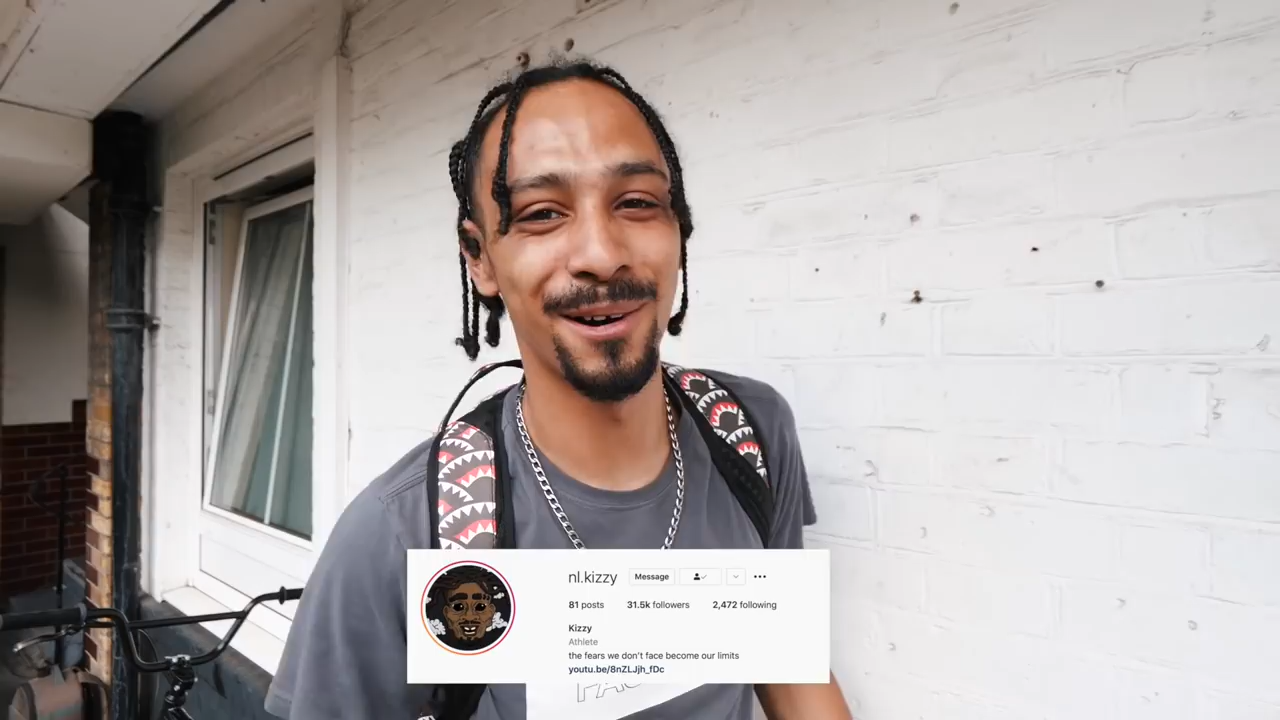 nl.kizzy Message
81 posts 31.5k followers 2,472 following
Kizzy
Athlete
the fears we don't face become our limits
youtu.be/8nZLJjh_fDc